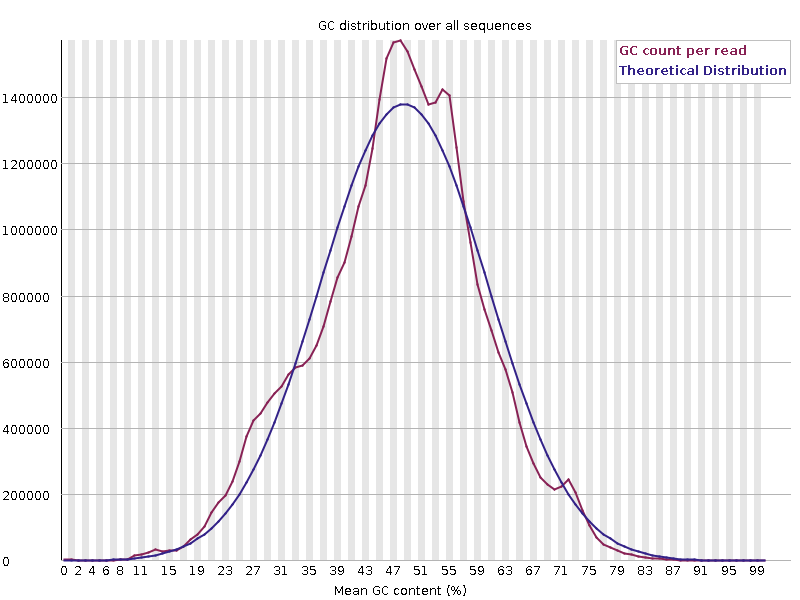 GC distribution over all sequences
GC count per read
Theoretical Distribution
1400000
1200000
1000000
800000
600000
400000
200000
0
0 2 4 6 8 11 15 19 23 27 31 35 39 43 47 51 55 59 63 67 71 75 79 83 87 91 95 99
Mean GC content (%)